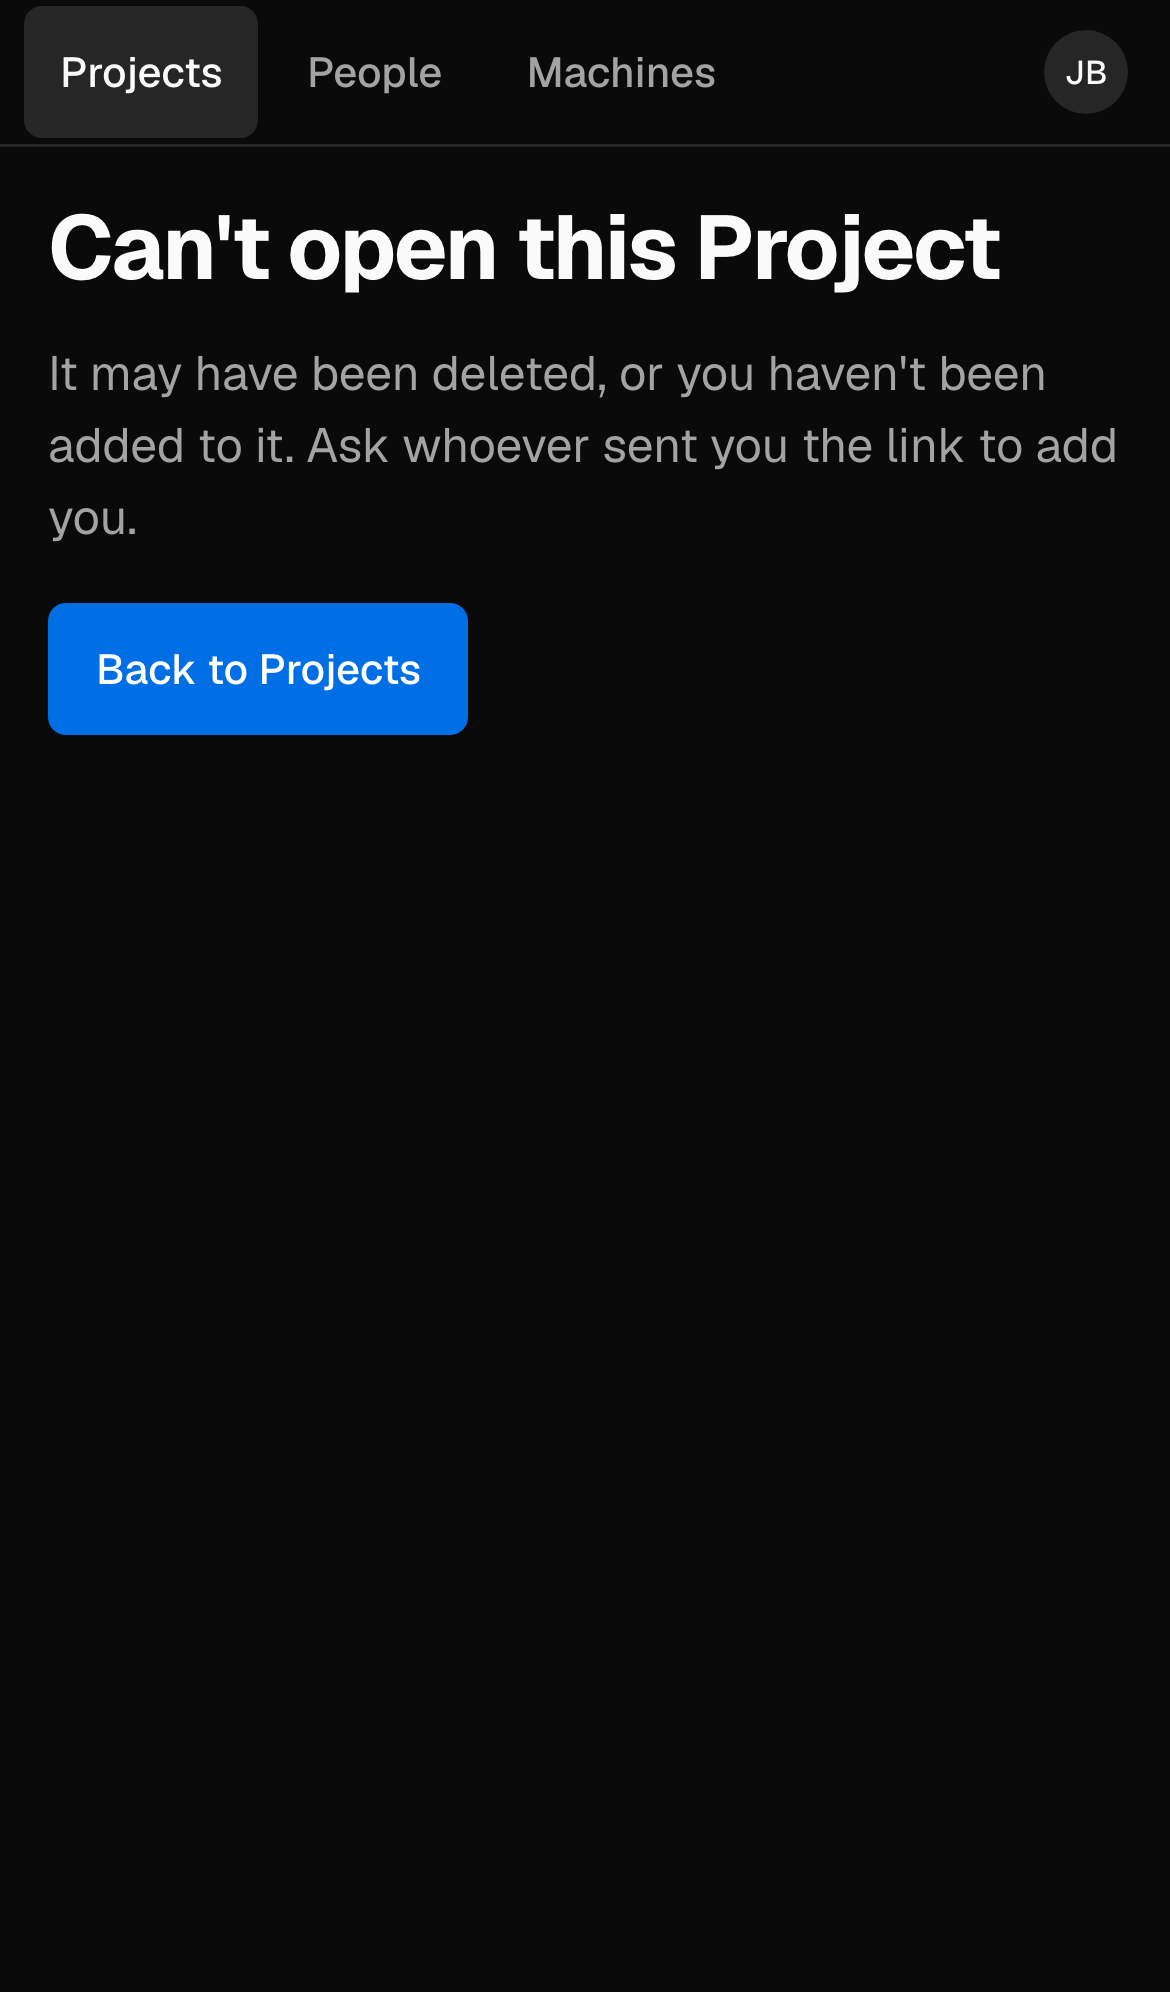 Projects People Machines JB
Can't open this Project
It may have been deleted, or you haven't been
added to it. Ask whoever sent you the link to add
you.
Back to Projects